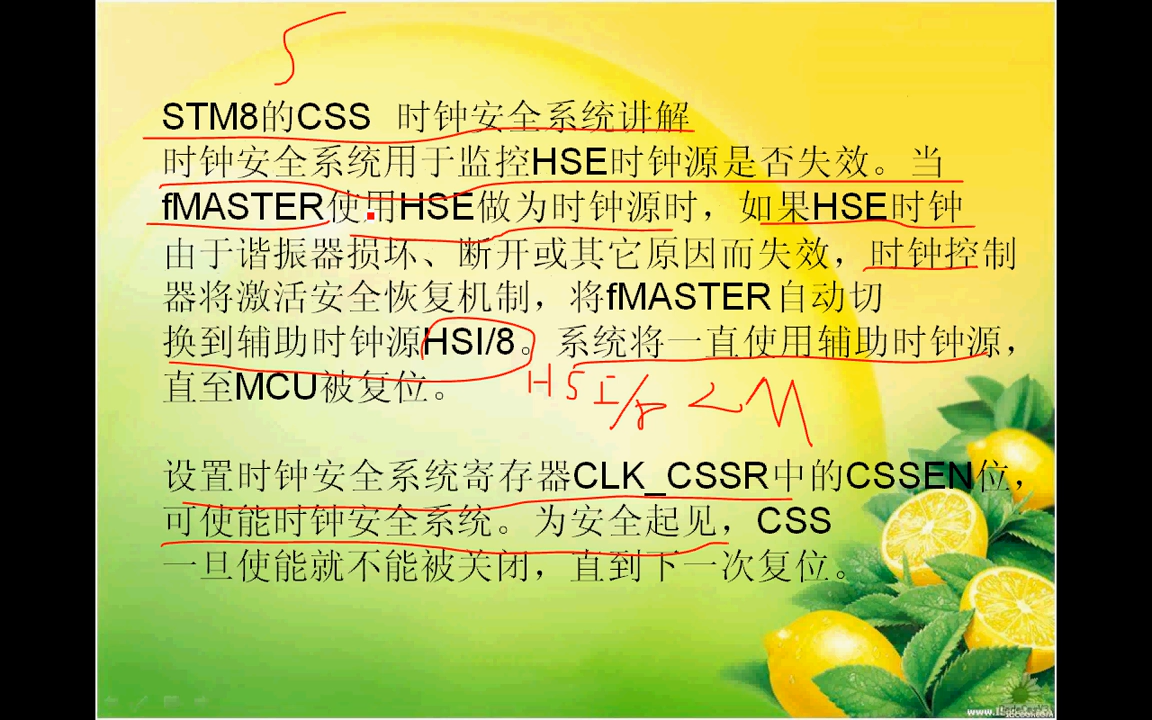 STM8的CSS 时钟安全系统讲解
时钟安全系统用于监控HSE时钟源是否失效。当
fMASTER使用HSE做为时钟源时，如果HSE时钟
由于谐振器损坏、断开或其它原因而失效，时钟控制
器将激活安全恢复机制，将fMASTER自动切
换到辅助时钟源HSI/8。系统将一直使用辅助时钟源，
直至MCU被复位。
HSI/8 2M
设置时钟安全系统寄存器CLK_CSSR中的CSSEN位，
可使能时钟安全系统。为安全起见，CSS
一旦使能就不能被关闭，直到下一次复位。